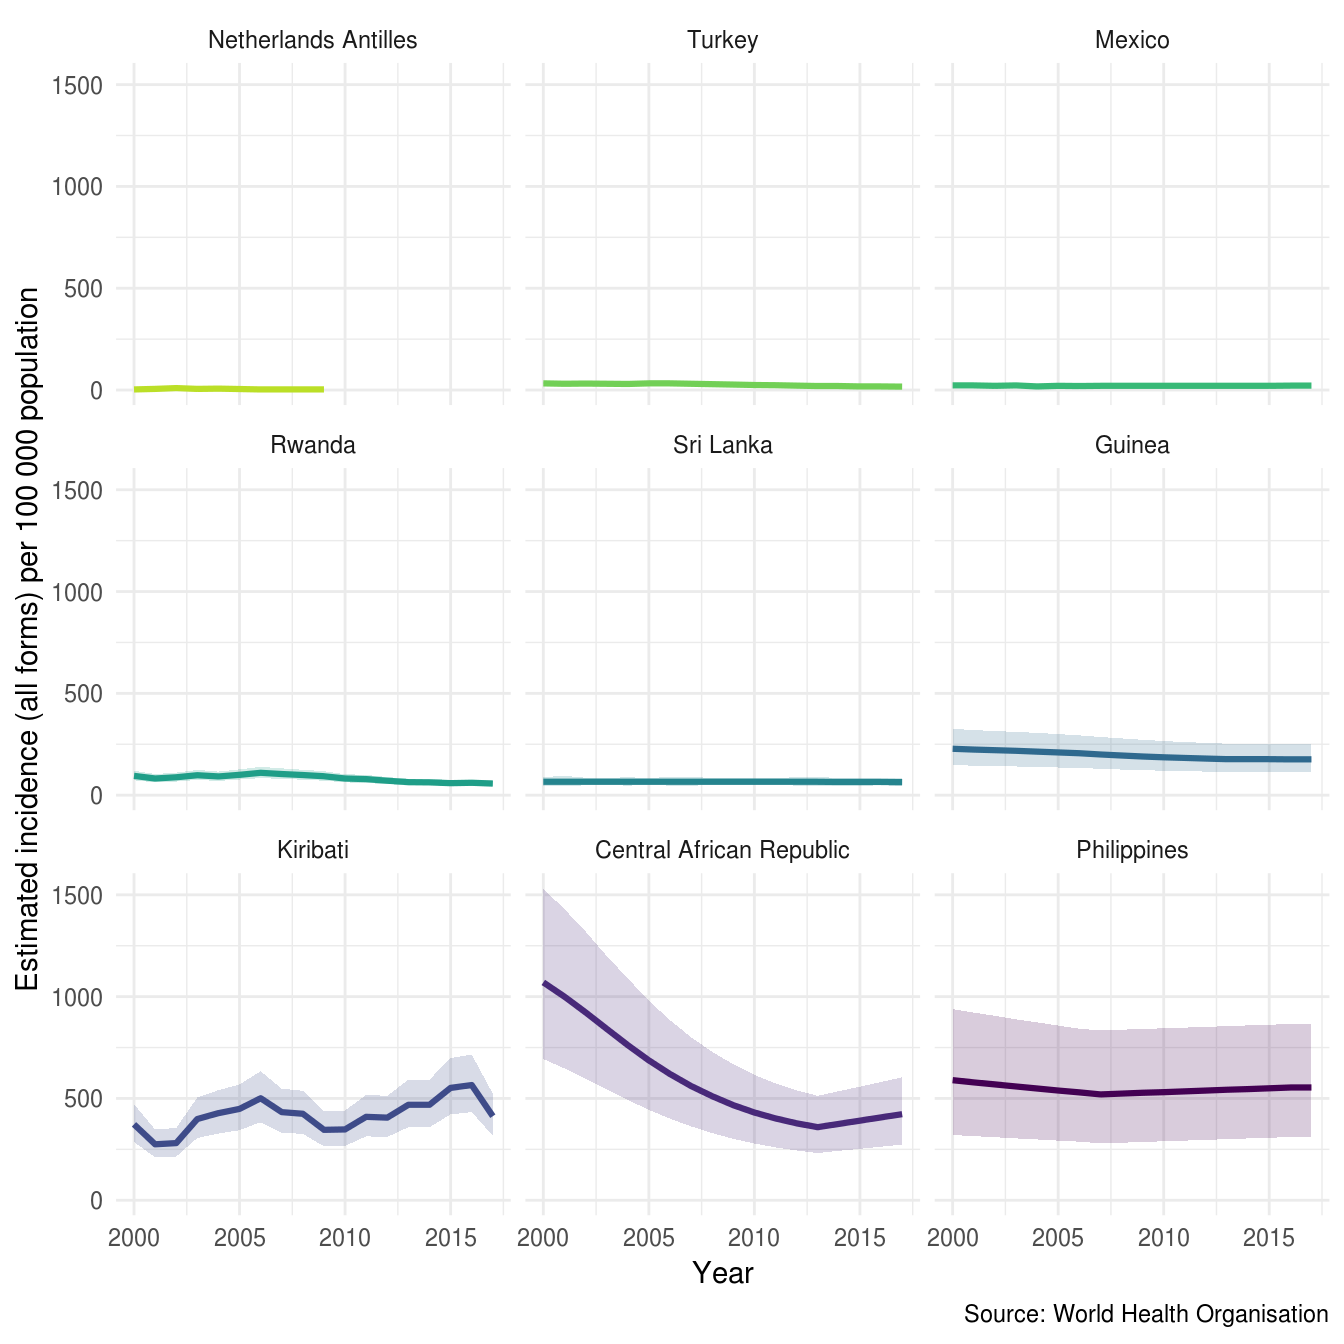 Netherlands Antilles
Turkey
Mexico
1500
1000
500
0
Rwanda
Sri Lanka
Guinea
1500
1000
500
0
Kiribati
Central African Republic
Philippines
1500
1000
500
0
2000 2005 2010 2015
2000 2005 2010 2015
2000 2005 2010 2015
Estimated incidence (all forms) per 100 000 population
Year
Source: World Health Organisation